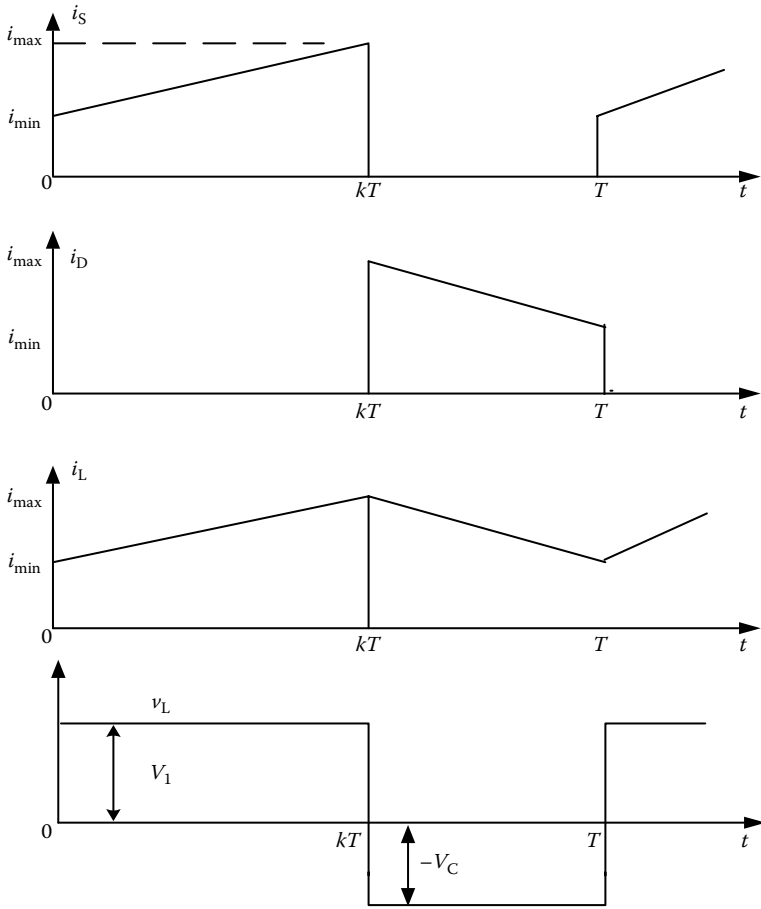 i_S
i_max
i_min
0 kT T t
i_max i_D
i_min
0 kT T t
i_L
i_max
i_min
0 kT T t
v_L
V_1
0 kT T t
–V_C